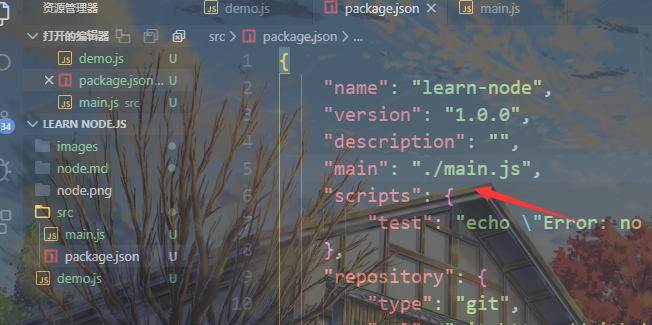 资源管理器
打开的编辑器
demo.js U
package.json... U
main.js src U
34
LEARN NODE.JS
images
node.md U
node.png
src
main.js U
package.json U
demo.js U
demo.js
package.json
main.js
src > package.json > ...
1 {
2 "name": "learn-node",
3 "version": "1.0.0",
4 "description": "",
5 "main": "./main.js",
6 "scripts": {
7 "test": "echo \"Error: no
8 },
9 "repository": {
10 "type": "git",